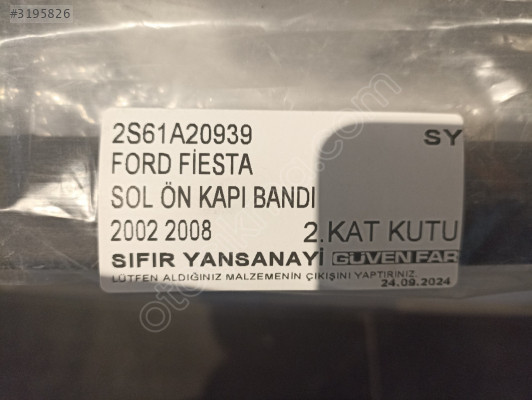 #3195826
2S61A20939 SY
FORD FİESTA
SOL ÖN KAPI BANDI
2002 2008 2.KAT KUTU
SIFIR YANSANAYİ GÜVEN FAR
LÜTFEN ALDIĞINIZ MALZEMENİN ÇIKIŞINI YAPTIRINIZ.
24.09.2024